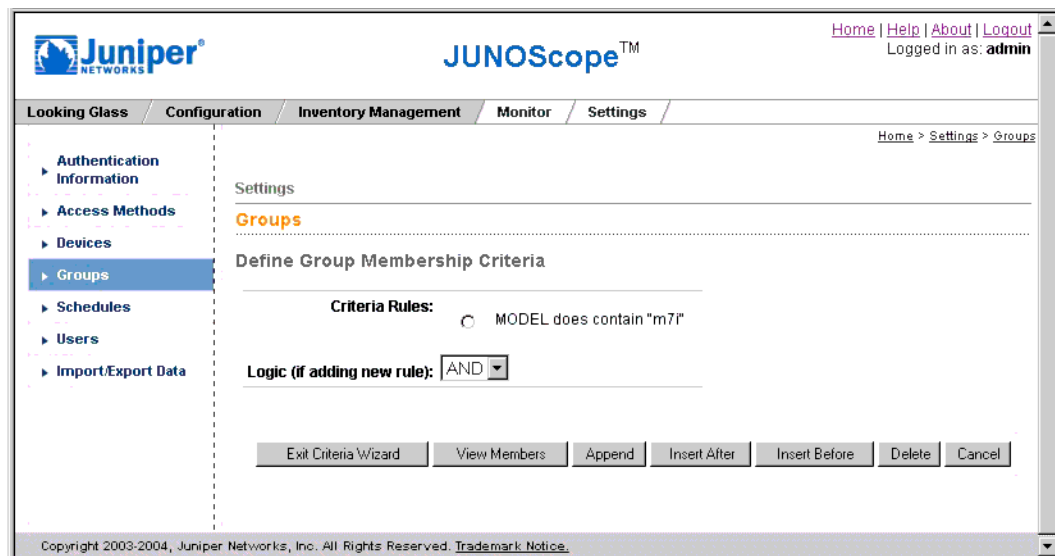 Juniper®
NETWORKS
JUNOScope™
Home | Help | About | Logout
Logged in as: admin
Looking Glass / Configuration / Inventory Management / Monitor / Settings /
Home > Settings > Groups
Authentication
Information
Access Methods
Devices
Groups
Schedules
Users
Import/Export Data
Settings
Groups
Define Group Membership Criteria
Criteria Rules:
MODEL does contain "m7i"
Logic (if adding new rule): AND
Exit Criteria Wizard View Members Append Insert After Insert Before Delete Cancel
Copyright 2003-2004, Juniper Networks, Inc. All Rights Reserved. Trademark Notice.